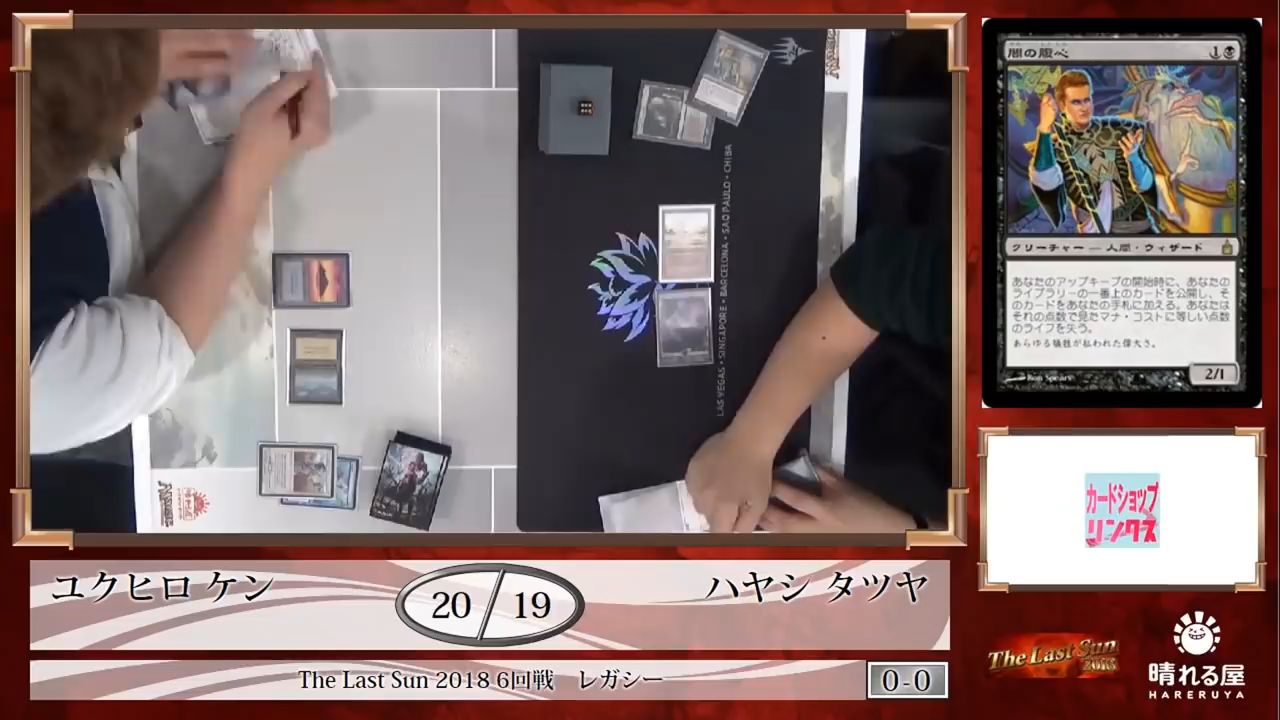 闇の腹心
クリーチャー — 人間・ウィザード
あなたのアップキープの開始時に、あなたの
ライブラリーの一番上のカードを公開し、そ
のカードをあなたの手札に加える。あなたは
それの点数で見たマナ・コストに等しい点数
のライフを失う。
あらゆる犠牲が払われた偉大さ。
Ron Spears
2/1
LAS VEGAS • SINGAPORE • BARCELONA • SAO PAULO • CHIBA
カードショップ
リンクス
ユクヒロ ケン
20 / 19
ハヤシ タツヤ
The Last Sun 2018 6回戦 レガシー
0-0
The Last Sun
2018
晴れる屋
HARERUYA